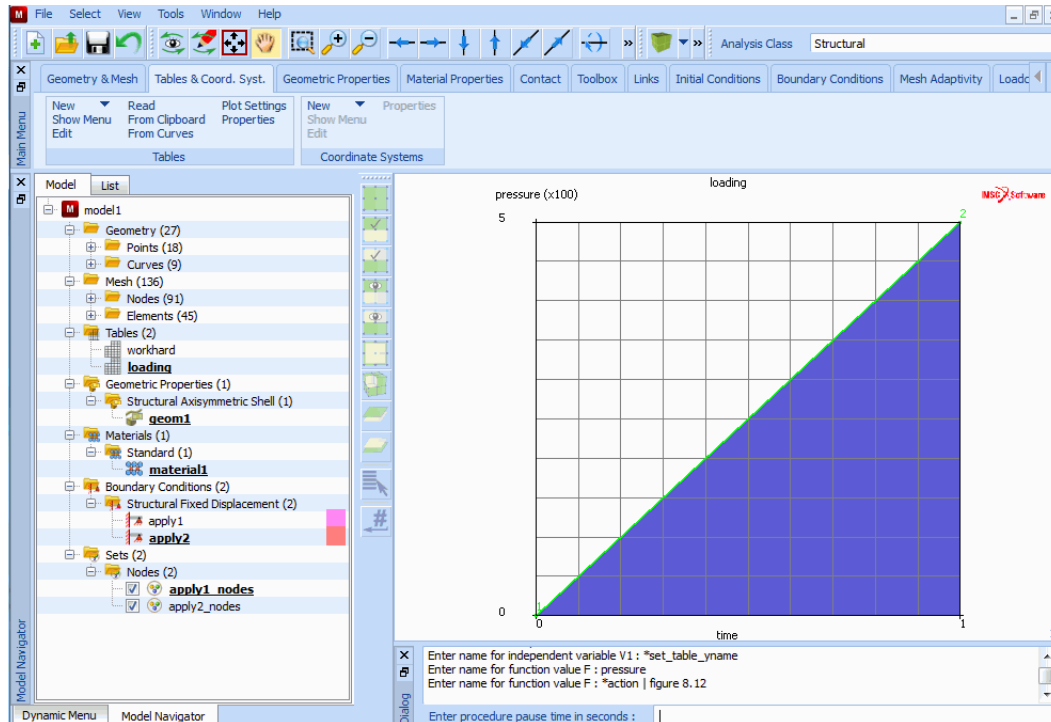 M File Select View Tools Window Help
» »
Analysis Class Structural
Geometry & Mesh Tables & Coord. Syst. Geometric Properties Material Properties Contact Toolbox Links Initial Conditions Boundary Conditions Mesh Adaptivity Loadc
New Read Plot Settings New Properties
Show Menu From Clipboard Properties Show Menu
Edit From Curves Edit
Tables Coordinate Systems
Main Menu
Model List
M model1
Geometry (27)
Points (18)
Curves (9)
Mesh (136)
Nodes (91)
Elements (45)
Tables (2)
workhard
loading
Geometric Properties (1)
Structural Axisymmetric Shell (1)
geom1
Materials (1)
Standard (1)
material1
Boundary Conditions (2)
Structural Fixed Displacement (2)
apply1
apply2
Sets (2)
Nodes (2)
apply1_nodes
apply2_nodes
Model Navigator
Dynamic Menu Model Navigator
#
loading
pressure (x100)
MSC Software
5
2
0
1
0
1
time
Enter name for independent variable V1 : *set_table_yname
Enter name for function value F : pressure
Enter name for function value F : *action | figure 8.12
Dialog
Enter procedure pause time in seconds :